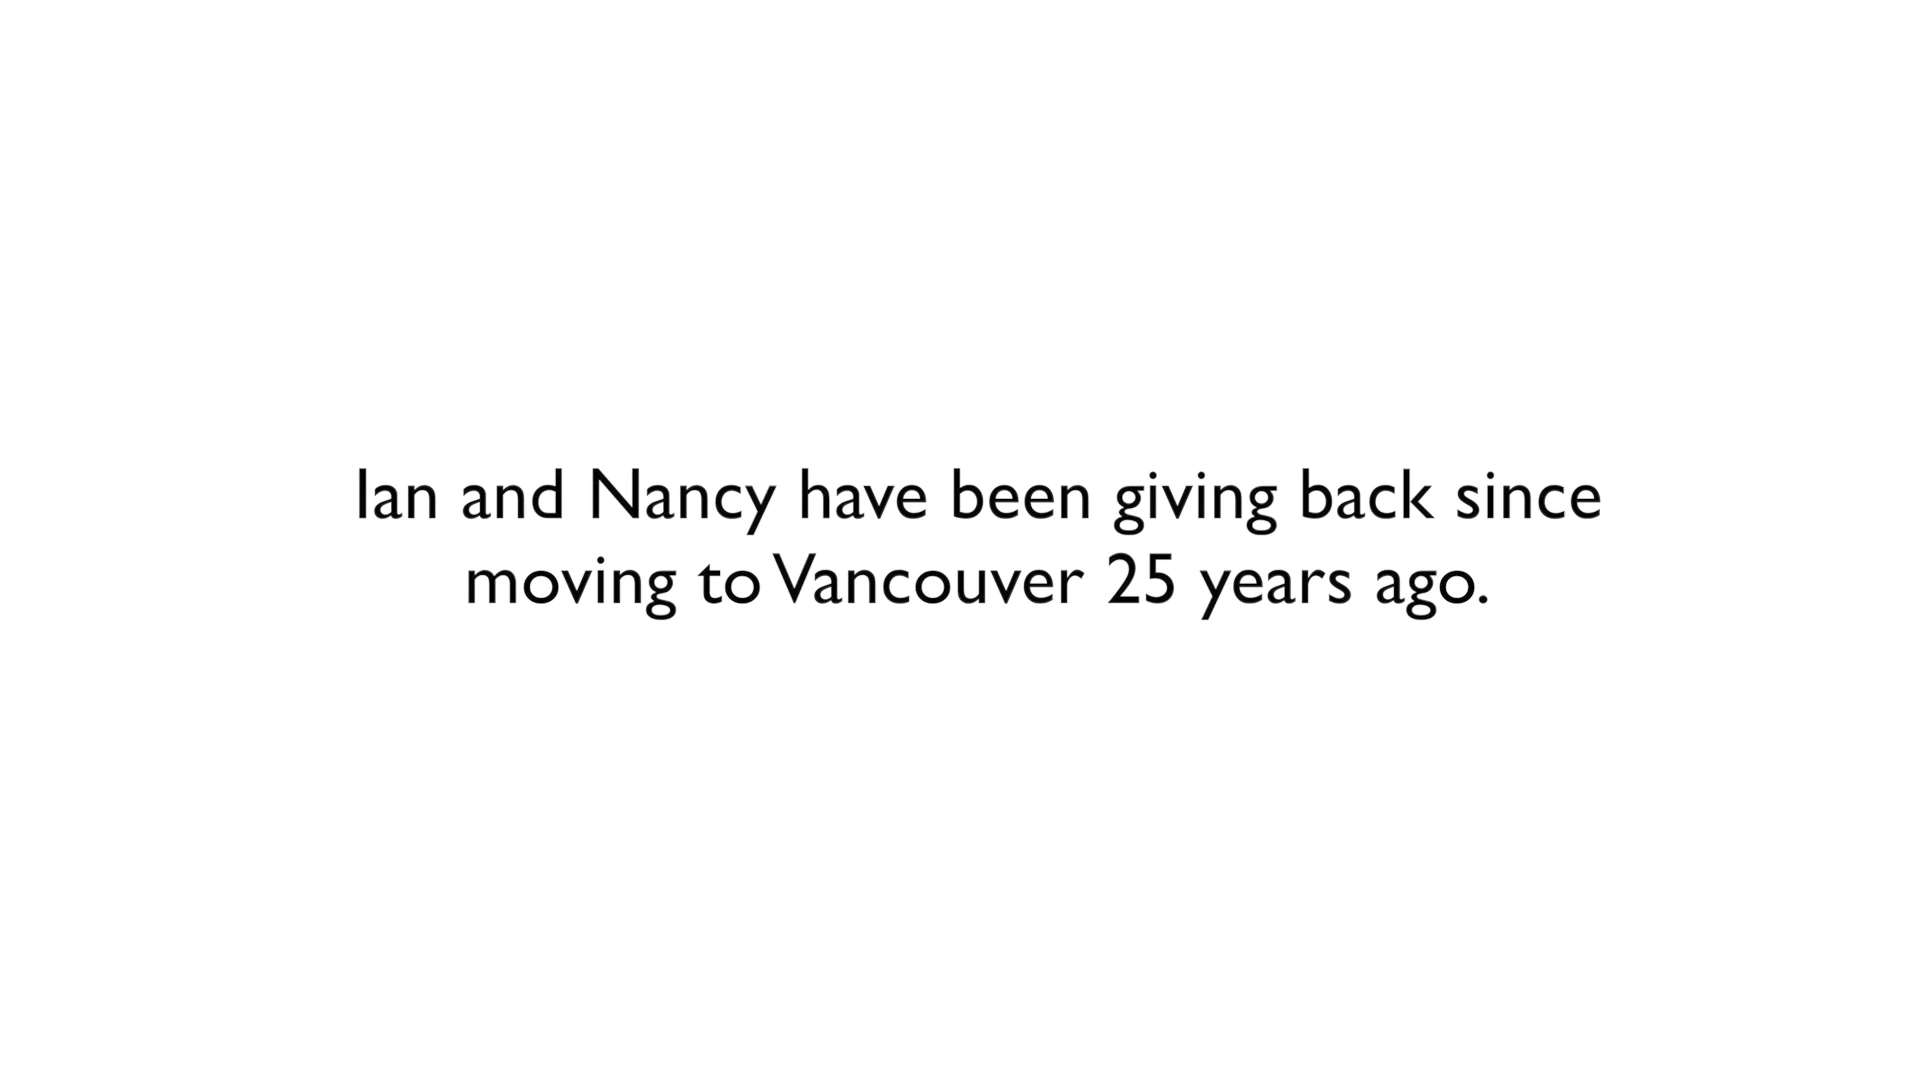 Ian and Nancy have been giving back since
moving to Vancouver 25 years ago.